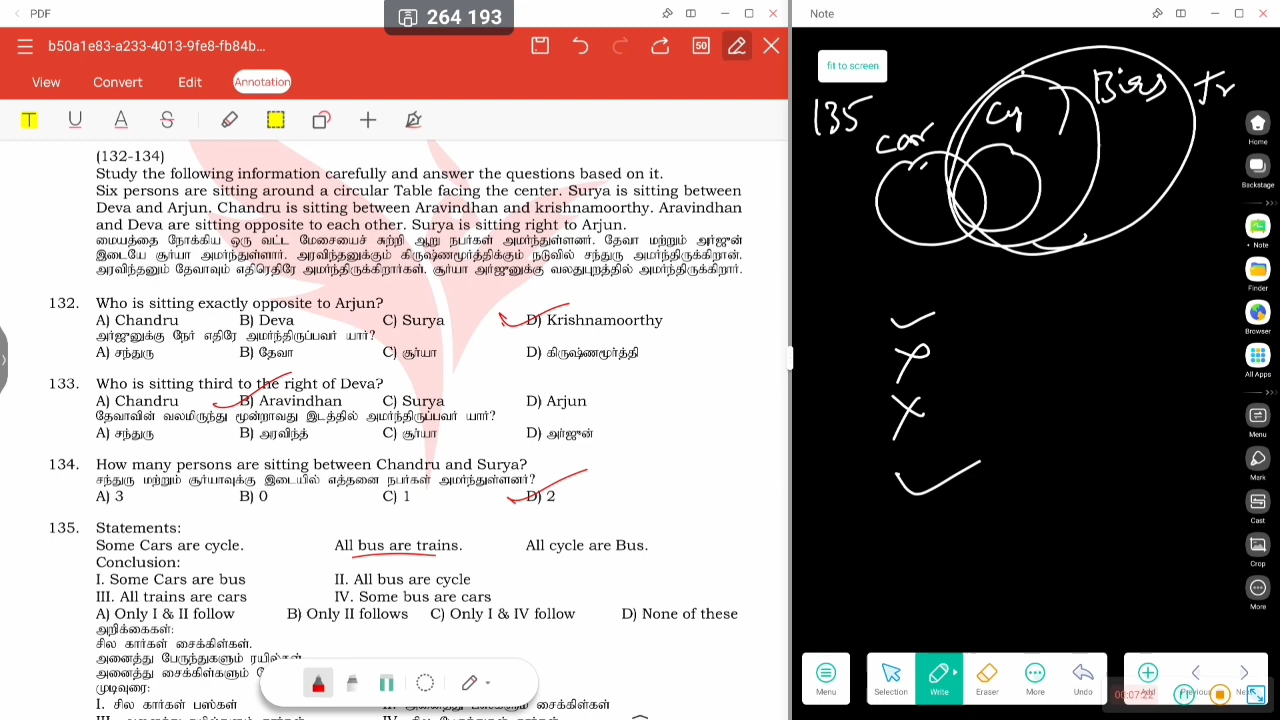 PDF
264 193
Note
b50a1e83-a233-4013-9fe8-fb84b...
50
View Convert Edit Annotation
(132-134)
Study the following information carefully and answer the questions based on it.
Six persons are sitting around a circular Table facing the center. Surya is sitting between
Deva and Arjun. Chandru is sitting between Aravindhan and krishnamoorthy. Aravindhan
and Deva are sitting opposite to each other. Surya is sitting right to Arjun.
மையத்தை நோக்கிய ஒரு வட்ட மேசையைச் சுற்றி ஆறு நபர்கள் அமர்ந்துள்ளனர். தேவா மற்றும் அர்ஜுன்
இடையே சூர்யா அமர்ந்துள்ளார். அரவிந்தனுக்கும் கிருஷ்ணமூர்த்திக்கும் நடுவில் சந்துரு அமர்ந்திருக்கிறான்.
அரவிந்தனும் தேவாவும் எதிரெதிரே அமர்ந்திருக்கிறார்கள். சூர்யா அர்ஜுனுக்கு வலதுபுறத்தில் அமர்ந்திருக்கிறார்.
132. Who is sitting exactly opposite to Arjun?
A) Chandru B) Deva C) Surya D) Krishnamoorthy
அர்ஜுனுக்கு நேர் எதிரே அமர்ந்திருப்பவர் யார்?
A) சந்துரு B) தேவா C) சூர்யா D) கிருஷ்ணமூர்த்தி
133. Who is sitting third to the right of Deva?
A) Chandru B) Aravindhan C) Surya D) Arjun
தேவாவின் வலமிருந்து மூன்றாவது இடத்தில் அமர்ந்திருப்பவர் யார்?
A) சந்துரு B) அரவிந்த் C) சூர்யா D) அர்ஜுன்
134. How many persons are sitting between Chandru and Surya?
சந்துரு மற்றும் சூர்யாவுக்கு இடையில் எத்தனை நபர்கள் அமர்ந்துள்ளனர்?
A) 3 B) 0 C) 1 D) 2
135. Statements:
Some Cars are cycle. All bus are trains. All cycle are Bus.
Conclusion:
I. Some Cars are bus II. All bus are cycle
III. All trains are cars IV. Some bus are cars
A) Only I & II follow B) Only II follows C) Only I & IV follow D) None of these
அறிக்கைகள்:
சில கார்கள் சைக்கிள்கள்.
அனைத்து பேருந்துகளும் ரயில்கள்
அனைத்து சைக்கிள்களும்
முடிவுரை:
I. சில கார்கள் பஸ்கள்
fit to screen
135
car
Cy
Tr
Home
Backstage
Note
Finder
Browser
All Apps
Menu
Mark
Cast
Crop
More
Menu Selection Write Eraser More Undo Add Next